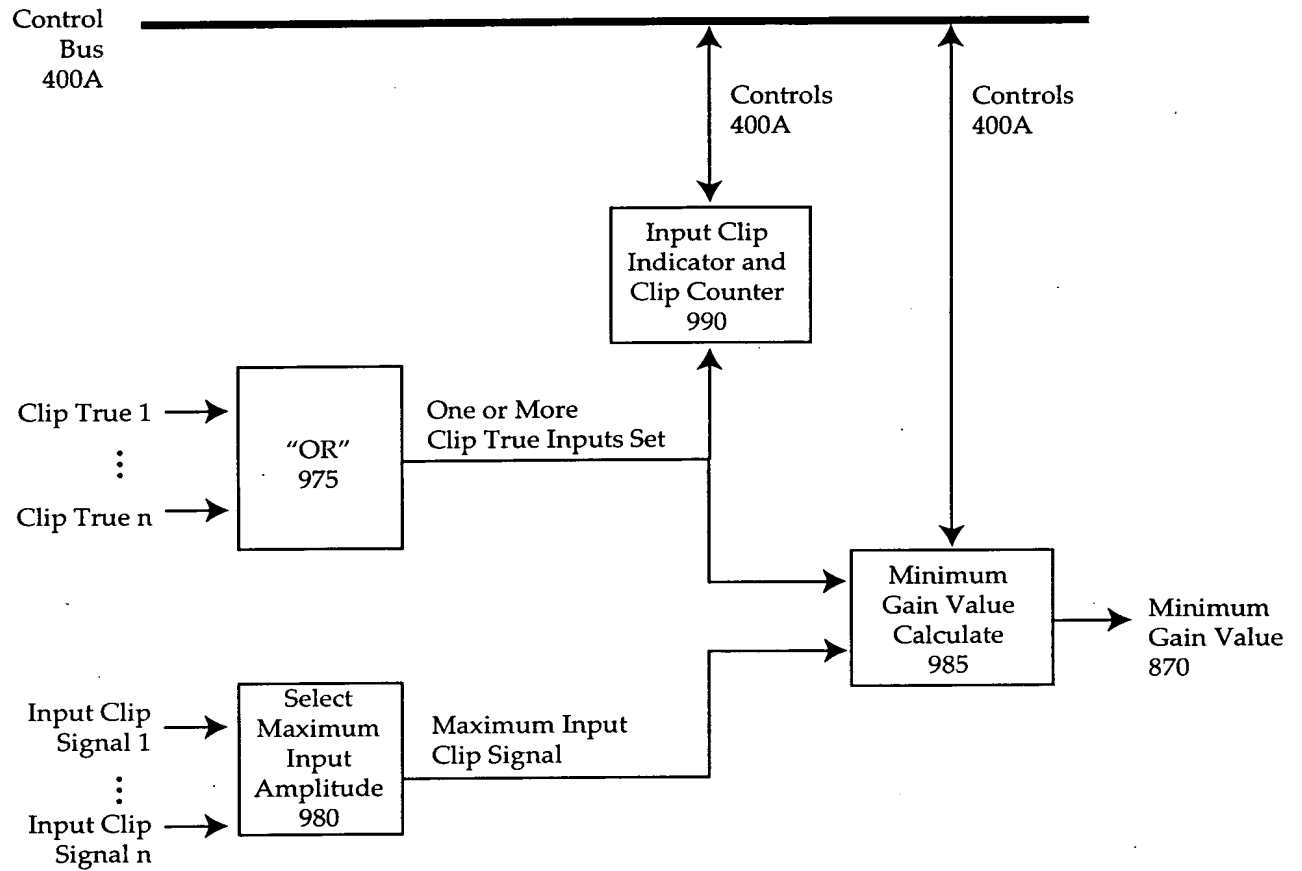 Control
Bus
400A
Controls
400A
Controls
400A
Input Clip
Indicator and
Clip Counter
990
Clip True 1
Clip True n
"OR"
975
One or More
Clip True Inputs Set
Minimum
Gain Value
Calculate
985
Minimum
Gain Value
870
Input Clip
Signal 1
Input Clip
Signal n
Select
Maximum
Input
Amplitude
980
Maximum Input
Clip Signal